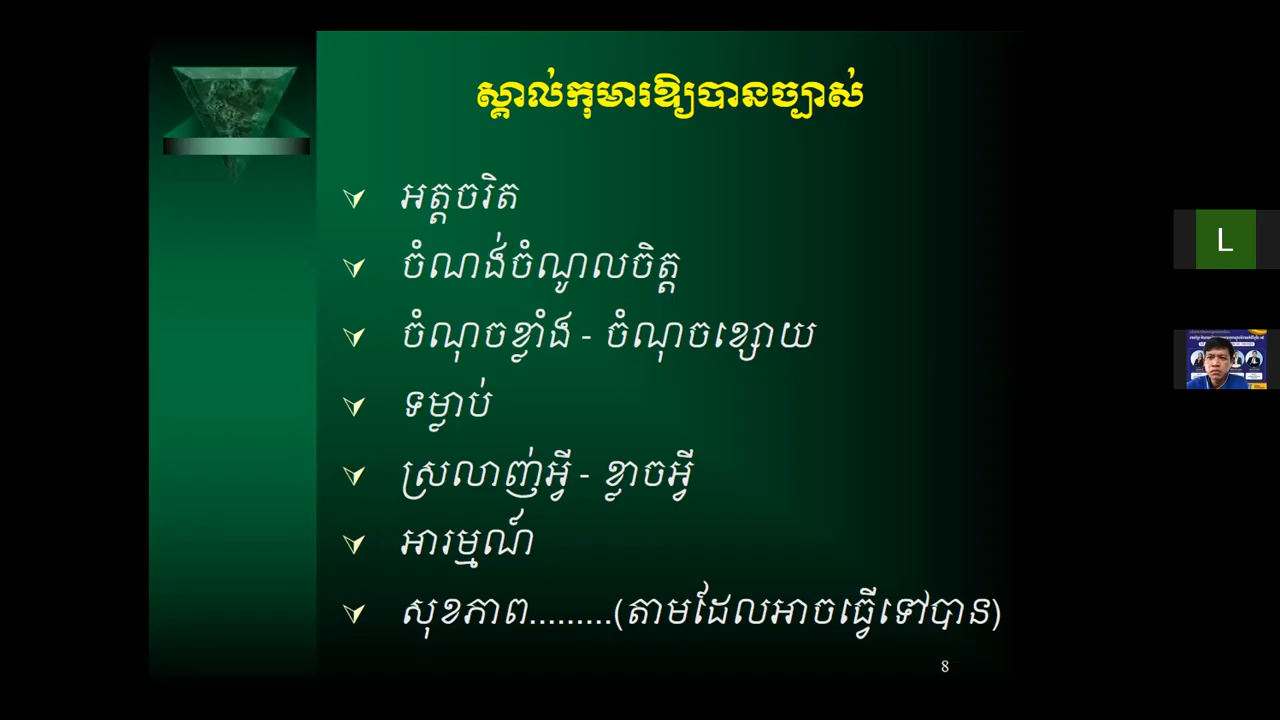 ស្គាល់កុមារឱ្យបានច្បាស់
អត្តចរិត
ចំណង់ចំណូលចិត្ត
ចំណុចខ្លាំង - ចំណុចខ្សោយ
ទម្លាប់
ស្រលាញ់អ្វី - ខ្លាចអ្វី
អារម្មណ៍
សុខភាព.........(តាមដែលអាចធ្វើទៅបាន)
8
L